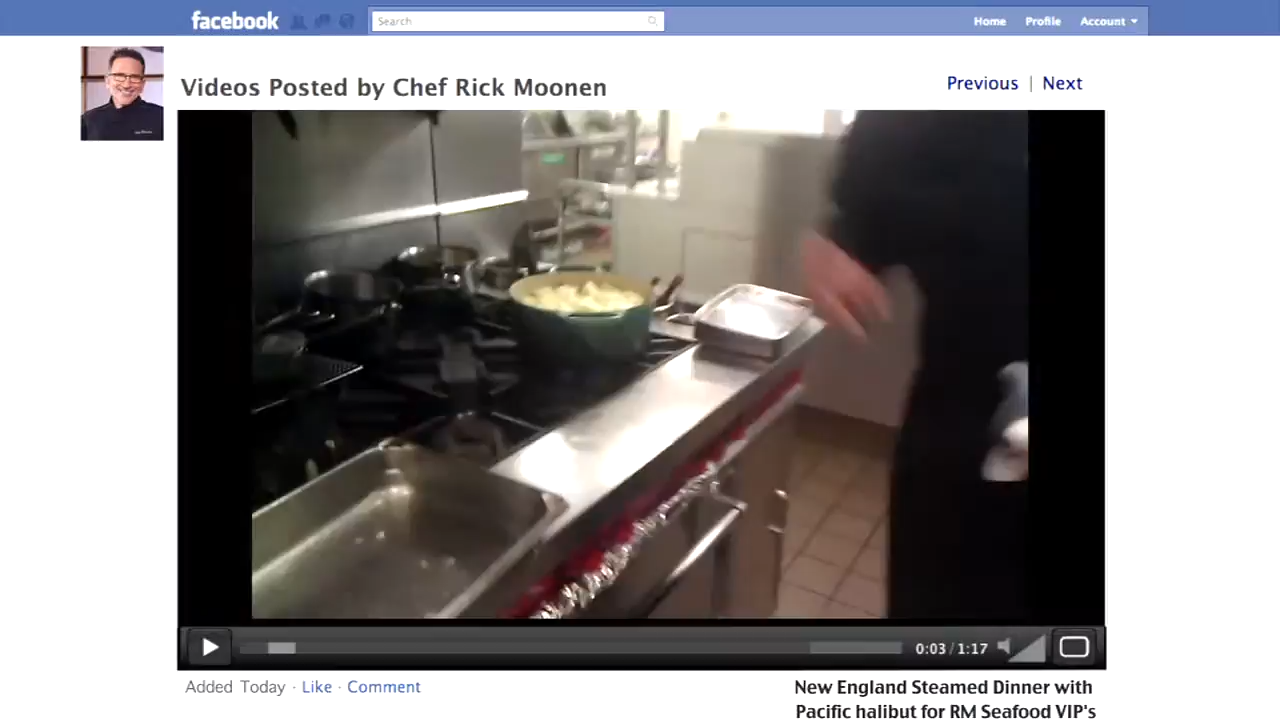 facebook
Search
Home Profile Account
Videos Posted by Chef Rick Moonen
Previous | Next
0:03 / 1:17
Added Today · Like · Comment
New England Steamed Dinner with
Pacific halibut for RM Seafood VIP's